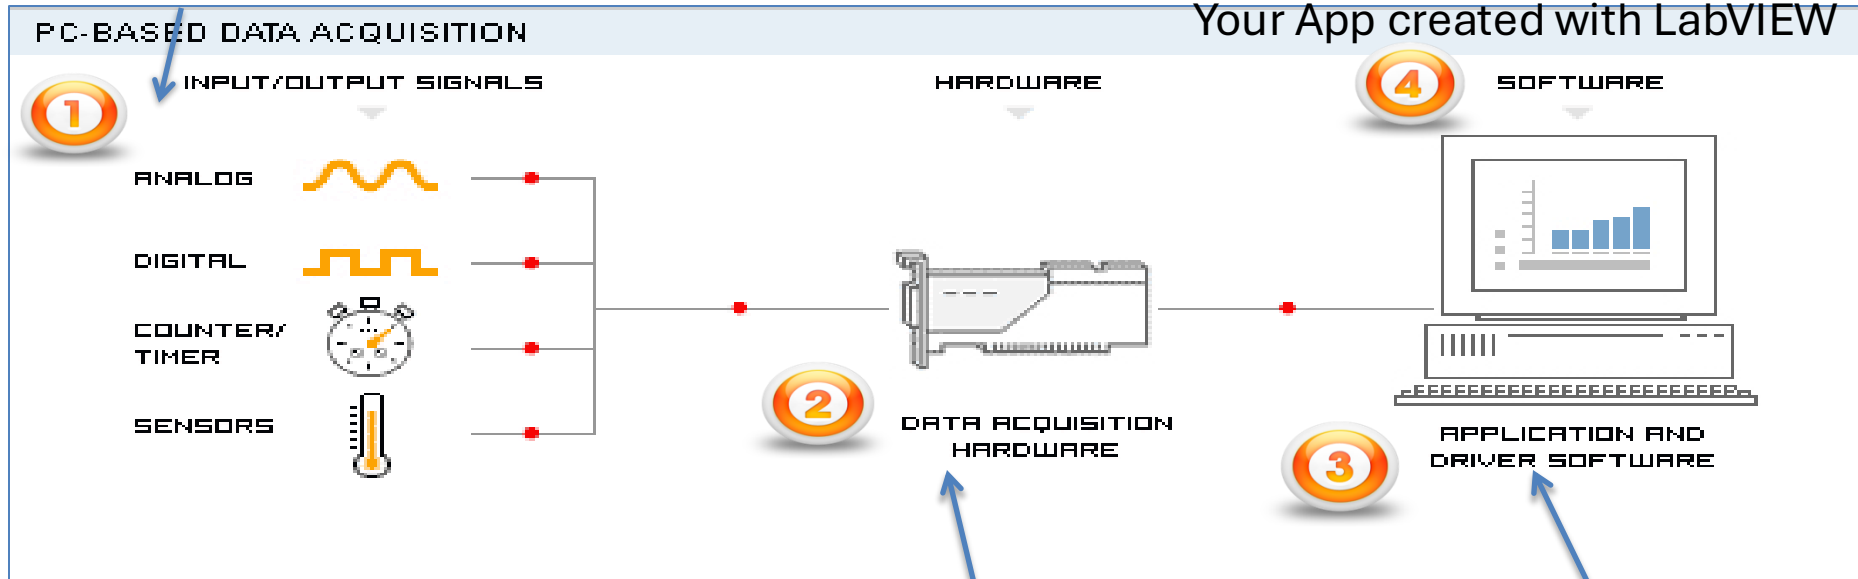 Your App created with LabVIEW
PC-BASED DATA ACQUISITION
1
INPUT/OUTPUT SIGNALS
HARDWARE
4
SOFTWARE
ANALOG
DIGITAL
COUNTER/
TIMER
SENSORS
2
DATA ACQUISITION
HARDWARE
3
APPLICATION AND
DRIVER SOFTWARE